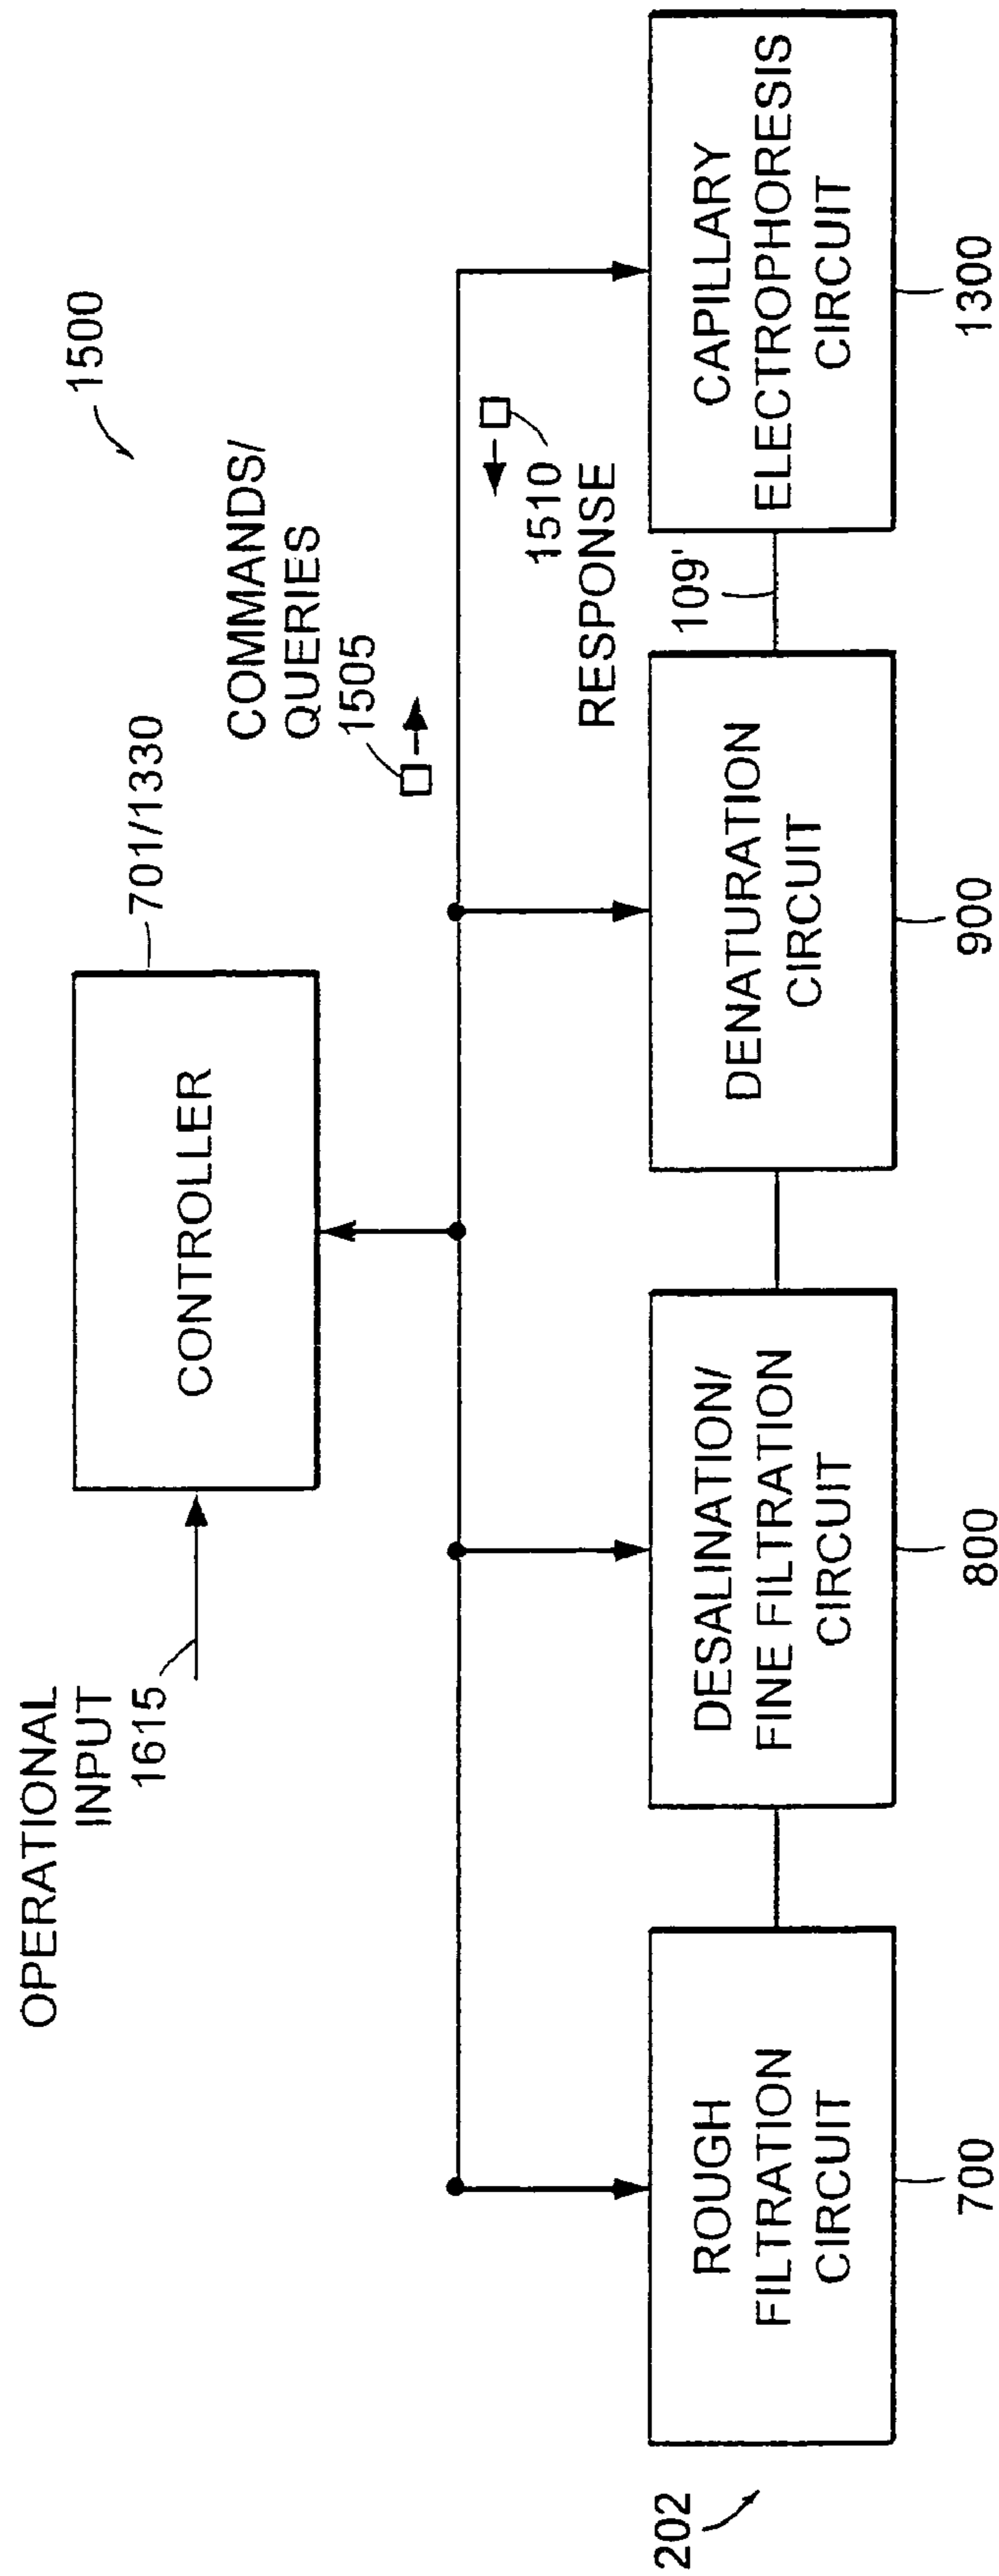 1500
OPERATIONAL
INPUT
1615
CONTROLLER
701/1330
COMMANDS/
QUERIES
1505
1510
RESPONSE
202
ROUGH
FILTRATION
CIRCUIT
700
DESALINATION/
FINE FILTRATION
CIRCUIT
800
DENATURATION
CIRCUIT
900
109'
CAPILLARY
ELECTROPHORESIS
CIRCUIT
1300